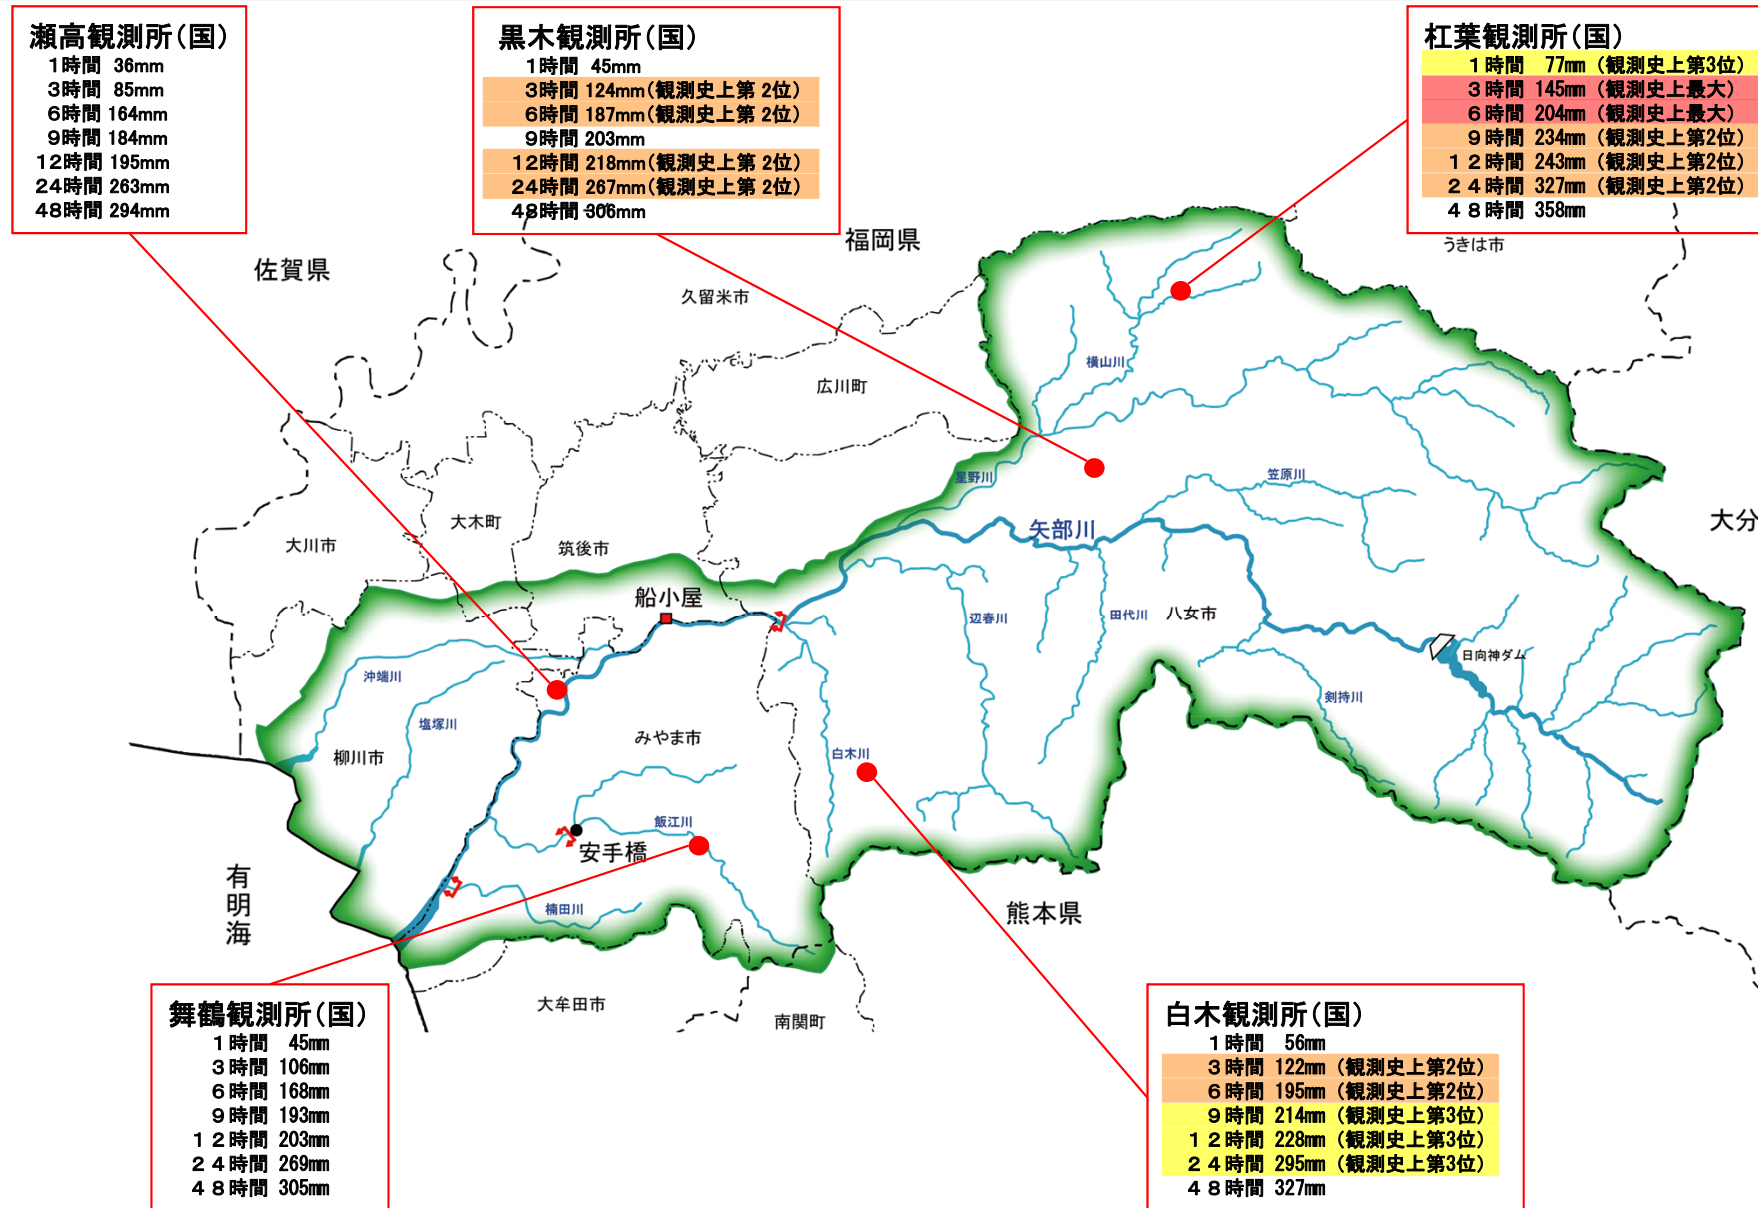 瀬高観測所(国)
1時間 36mm
3時間 85mm
6時間 164mm
9時間 184mm
12時間 195mm
24時間 263mm
48時間 294mm
黒木観測所(国)
1時間 45mm
3時間 124mm(観測史上第 2位)
6時間 187mm(観測史上第 2位)
9時間 203mm
12時間 218mm(観測史上第 2位)
24時間 267mm(観測史上第 2位)
48時間 306mm
杠葉観測所(国)
1時間 77mm (観測史上第3位)
3時間 145mm (観測史上最大)
6時間 204mm (観測史上最大)
9時間 234mm (観測史上第2位)
12時間 243mm (観測史上第2位)
24時間 327mm (観測史上第2位)
48時間 358mm
福岡県
うきは市
佐賀県
久留米市
横山川
広川町
星野川
笠原川
大木町
大分
矢部川
大川市
筑後市
船小屋
辺春川
田代川
八女市
日向神ダム
沖端川
剣持川
塩塚川
みやま市
柳川市
白木川
飯江川
安手橋
有明海
楠田川
熊本県
大牟田市
南関町
舞鶴観測所(国)
1時間 45mm
3時間 106mm
6時間 168mm
9時間 193mm
12時間 203mm
24時間 269mm
48時間 305mm
白木観測所(国)
1時間 56mm
3時間 122mm (観測史上第2位)
6時間 195mm (観測史上第2位)
9時間 214mm (観測史上第3位)
12時間 228mm (観測史上第3位)
24時間 295mm (観測史上第3位)
48時間 327mm